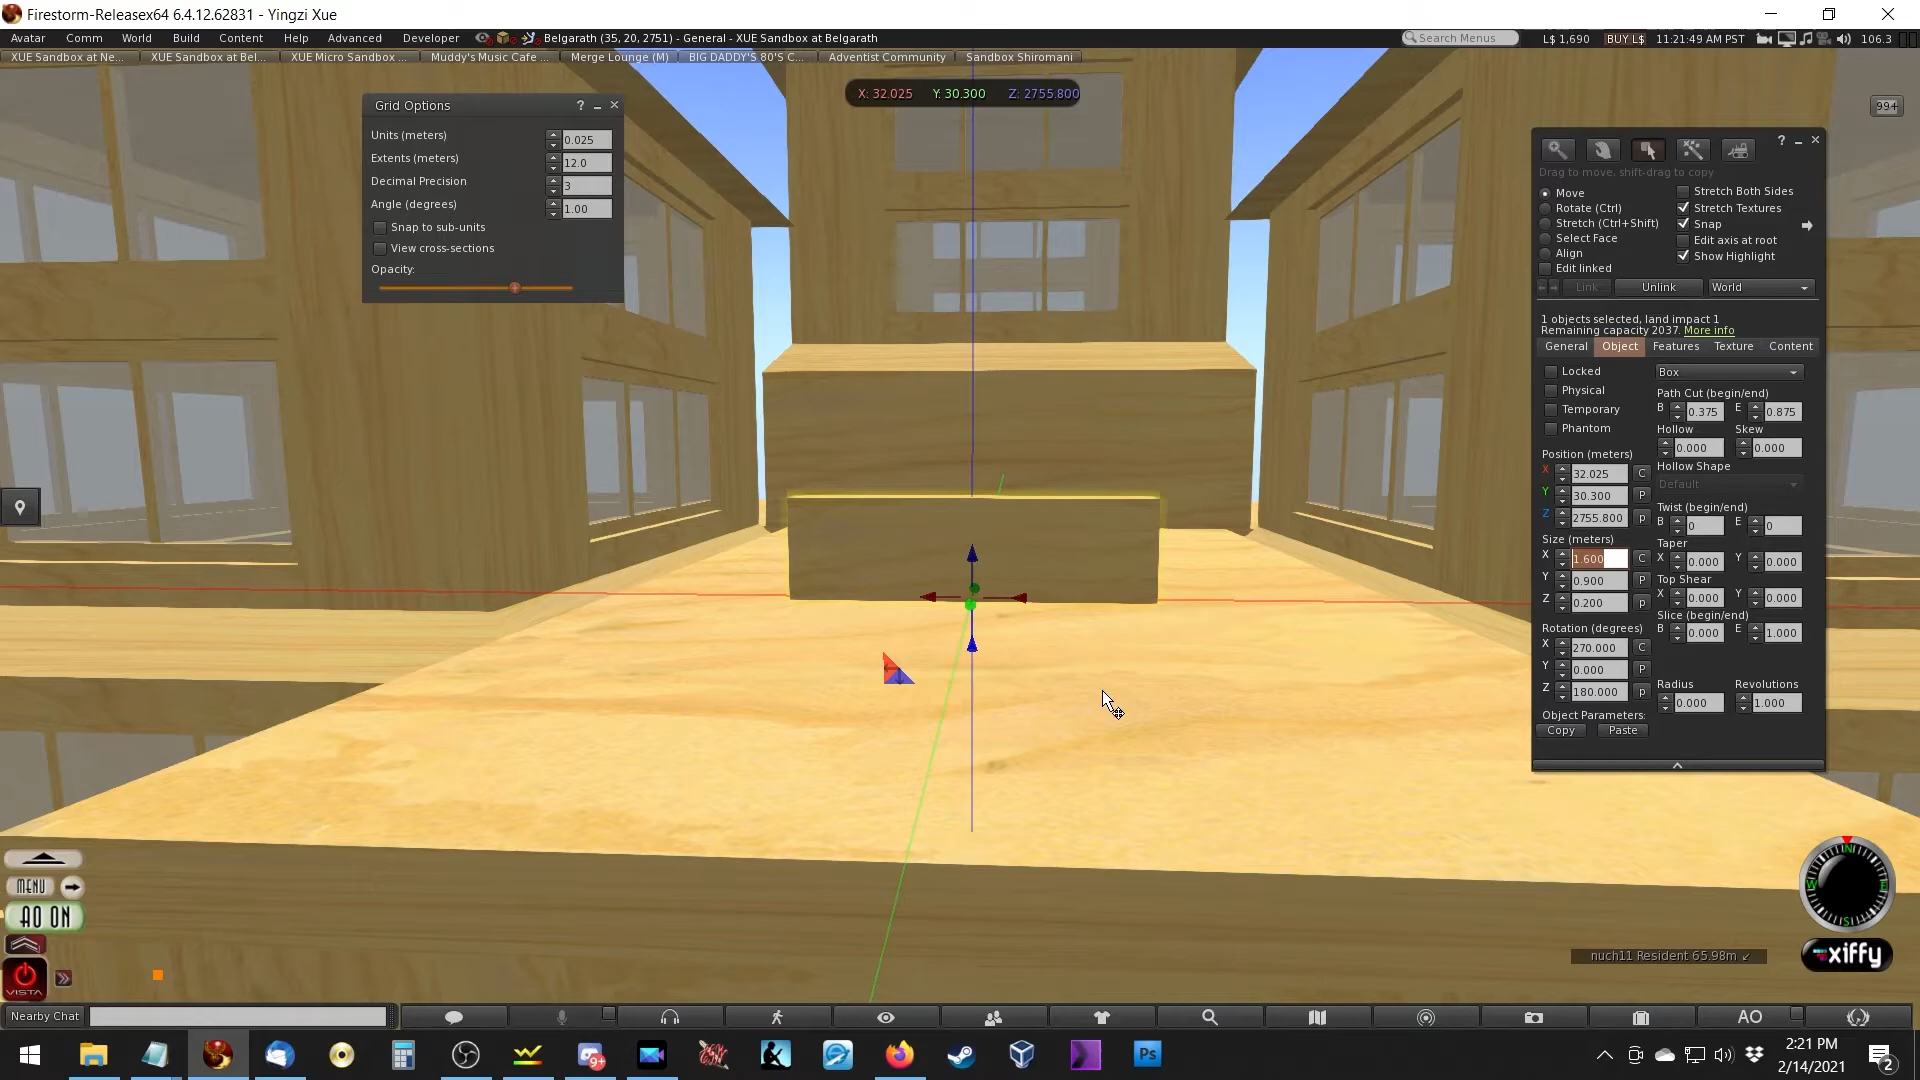 Firestorm-Releasex64 6.4.12.62831 - Yingzi Xue
Avatar Comm World Build Content Help Advanced Developer Belgarath (35, 20, 2751) - General - XUE Sandbox at Belgarath Search Menus L$ 1,690 BUY L$ 11:21:49 AM PST 106.3
XUE Sandbox at Ne... XUE Sandbox at Bel... XUE Micro Sandbox ... Muddy's Music Cafe ... Merge Lounge (M) BIG DADDY'S 80'S C... Adventist Community Sandbox Shiromani
X: 32.025 Y: 30.300 Z: 2755.800
99+
Grid Options ?
Units (meters) 0.025
Extents (meters) 12.0
Decimal Precision 3
Angle (degrees) 1.00
Snap to sub-units
View cross-sections
Opacity:
?
Drag to move, shift-drag to copy
Move Stretch Both Sides
Rotate (Ctrl) Stretch Textures
Stretch (Ctrl+Shift) Snap
Select Face Edit axis at root
Align Show Highlight
Edit linked
Link Unlink World
1 objects selected, land impact 1
Remaining capacity 2037. More info
General Object Features Texture Content
Locked Box
Physical Path Cut (begin/end)
Temporary B 0.375 E 0.875
Phantom Hollow Skew
0.000 0.000
Position (meters) Hollow Shape
X 32.025 C Default
Y 30.300 P Twist (begin/end)
Z 2755.800 p B 0 E 0
Size (meters) Taper
X 1.600 C X 0.000 Y 0.000
Y 0.900 P Top Shear
Z 0.200 p X 0.000 Y 0.000
Slice (begin/end)
Rotation (degrees) B 0.000 E 1.000
X 270.000 C
Y 0.000 P
Z 180.000 p Radius Revolutions
0.000 1.000
Object Parameters:
Copy Paste
N
W E
S
MENU
AO ON
VISTA
xiffy
nuch11 Resident 65.98m
Nearby Chat AO
9+
Ps
2:21 PM
2/14/2021
2